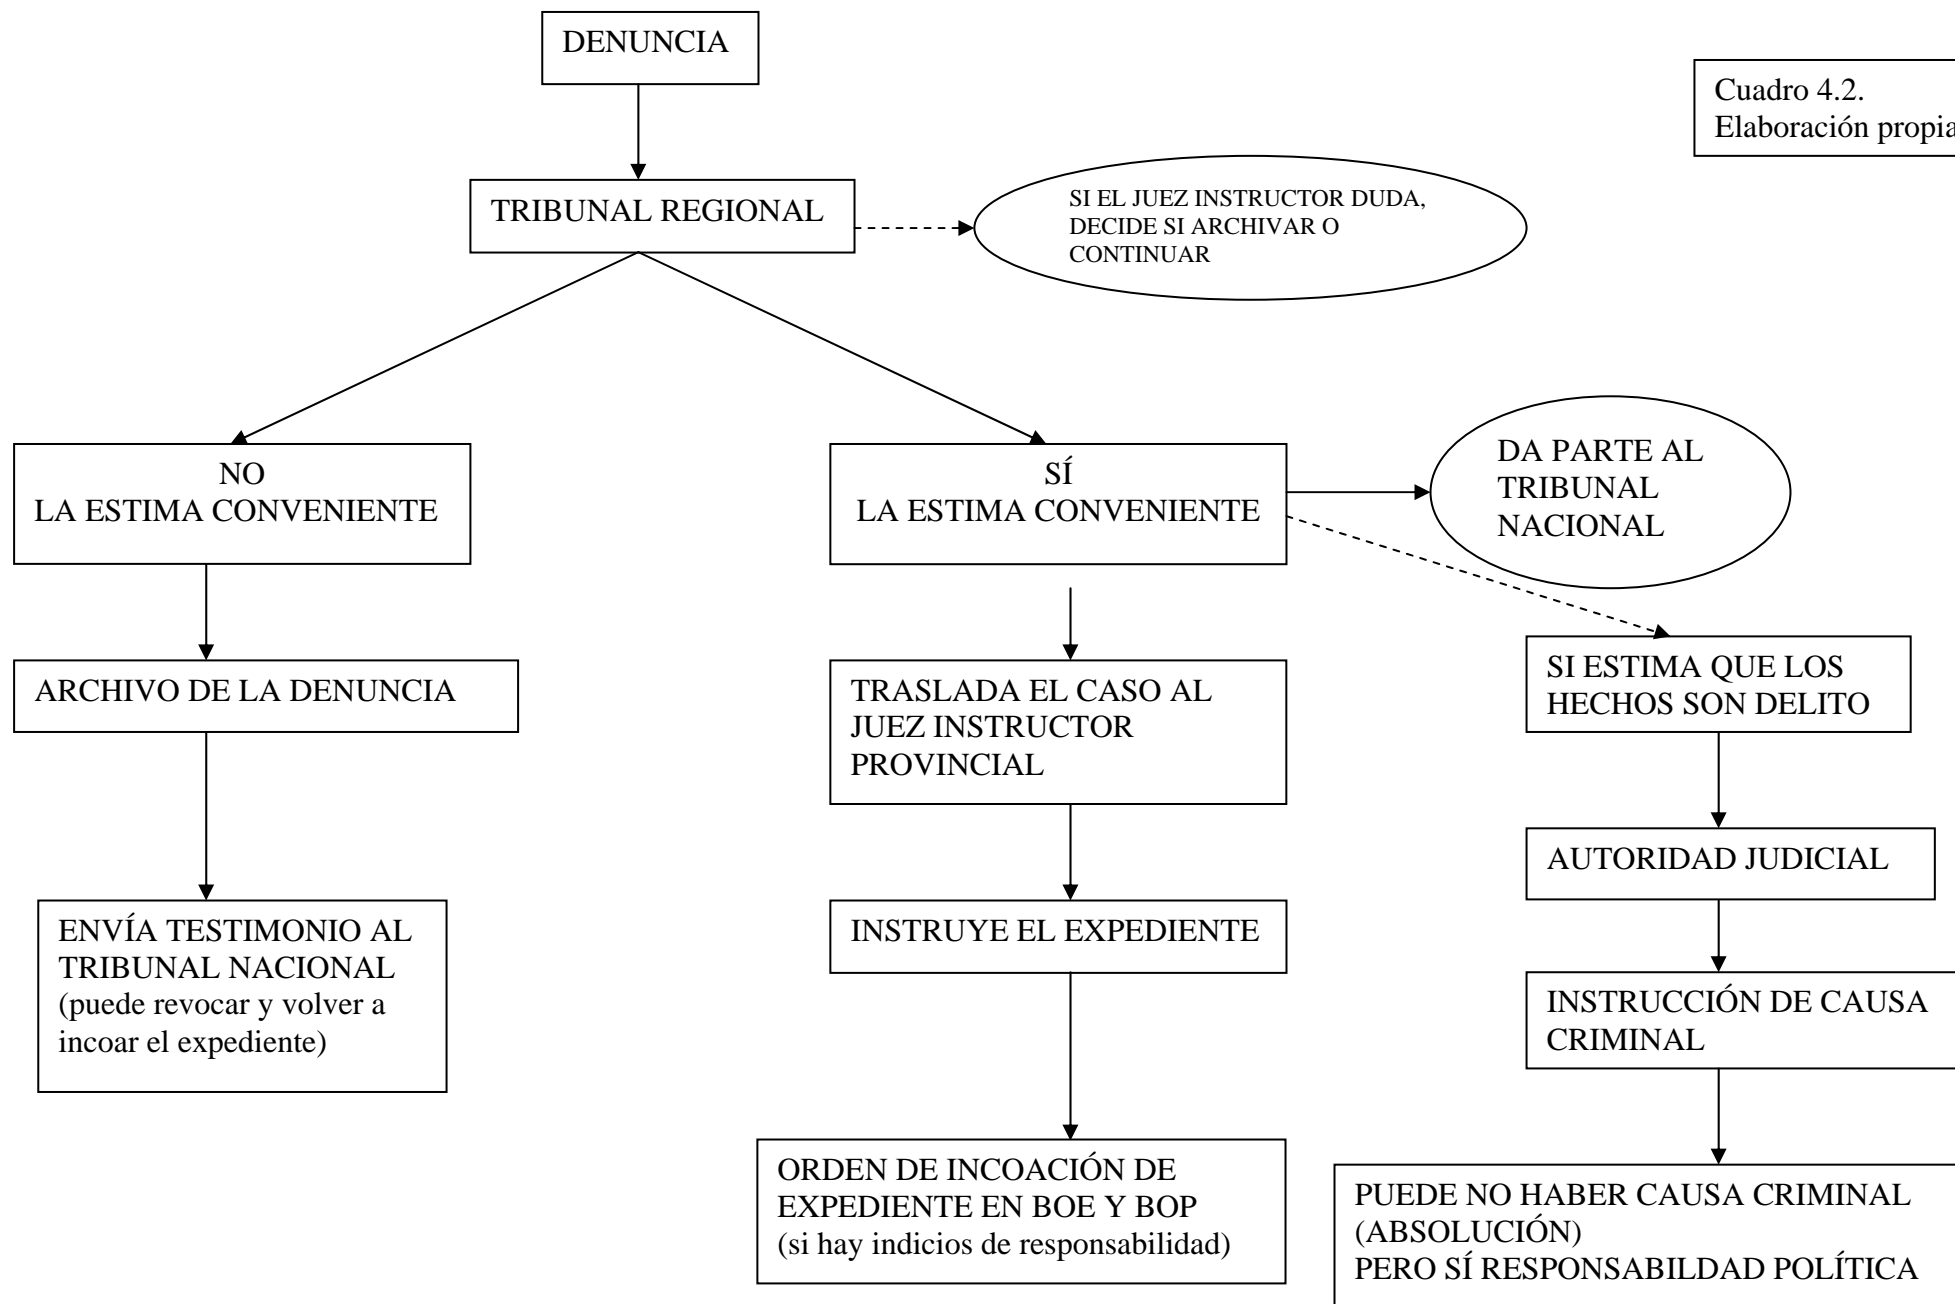 DENUNCIA
Cuadro 4.2.
Elaboración propia
TRIBUNAL REGIONAL
SI EL JUEZ INSTRUCTOR DUDA,
DECIDE SI ARCHIVAR O
CONTINUAR
NO
LA ESTIMA CONVENIENTE
SÍ
LA ESTIMA CONVENIENTE
DA PARTE AL
TRIBUNAL
NACIONAL
ARCHIVO DE LA DENUNCIA
TRASLADA EL CASO AL
JUEZ INSTRUCTOR
PROVINCIAL
SI ESTIMA QUE LOS
HECHOS SON DELITO
AUTORIDAD JUDICIAL
ENVÍA TESTIMONIO AL
TRIBUNAL NACIONAL
(puede revocar y volver a
incoar el expediente)
INSTRUYE EL EXPEDIENTE
INSTRUCCIÓN DE CAUSA
CRIMINAL
ORDEN DE INCOACIÓN DE
EXPEDIENTE EN BOE Y BOP
(si hay indicios de responsabilidad)
PUEDE NO HABER CAUSA CRIMINAL
(ABSOLUCIÓN)
PERO SÍ RESPONSABILDAD POLÍTICA